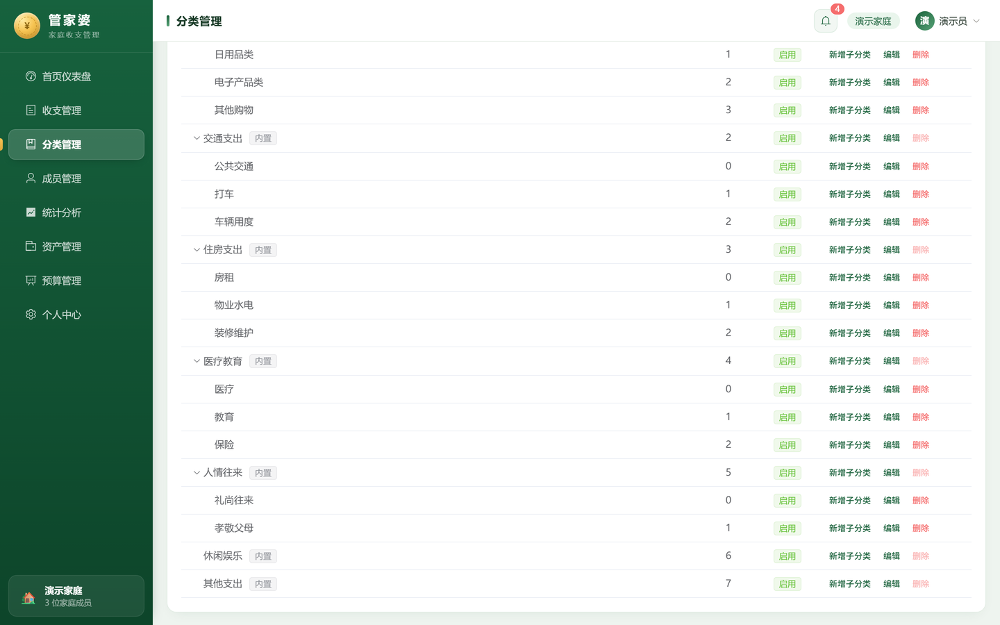 管家婆
家庭收支管理
首页仪表盘
收支管理
分类管理
成员管理
统计分析
资产管理
预算管理
个人中心
演示家庭
3 位家庭成员
分类管理
4
演示家庭
演 演示员
日用品类 1 启用 新增子分类 编辑 删除
电子产品类 2 启用 新增子分类 编辑 删除
其他购物 3 启用 新增子分类 编辑 删除
交通支出 内置 2 启用 新增子分类 编辑 删除
公共交通 0 启用 新增子分类 编辑 删除
打车 1 启用 新增子分类 编辑 删除
车辆用度 2 启用 新增子分类 编辑 删除
住房支出 内置 3 启用 新增子分类 编辑 删除
房租 0 启用 新增子分类 编辑 删除
物业水电 1 启用 新增子分类 编辑 删除
装修维护 2 启用 新增子分类 编辑 删除
医疗教育 内置 4 启用 新增子分类 编辑 删除
医疗 0 启用 新增子分类 编辑 删除
教育 1 启用 新增子分类 编辑 删除
保险 2 启用 新增子分类 编辑 删除
人情往来 内置 5 启用 新增子分类 编辑 删除
礼尚往来 0 启用 新增子分类 编辑 删除
孝敬父母 1 启用 新增子分类 编辑 删除
休闲娱乐 内置 6 启用 新增子分类 编辑 删除
其他支出 内置 7 启用 新增子分类 编辑 删除